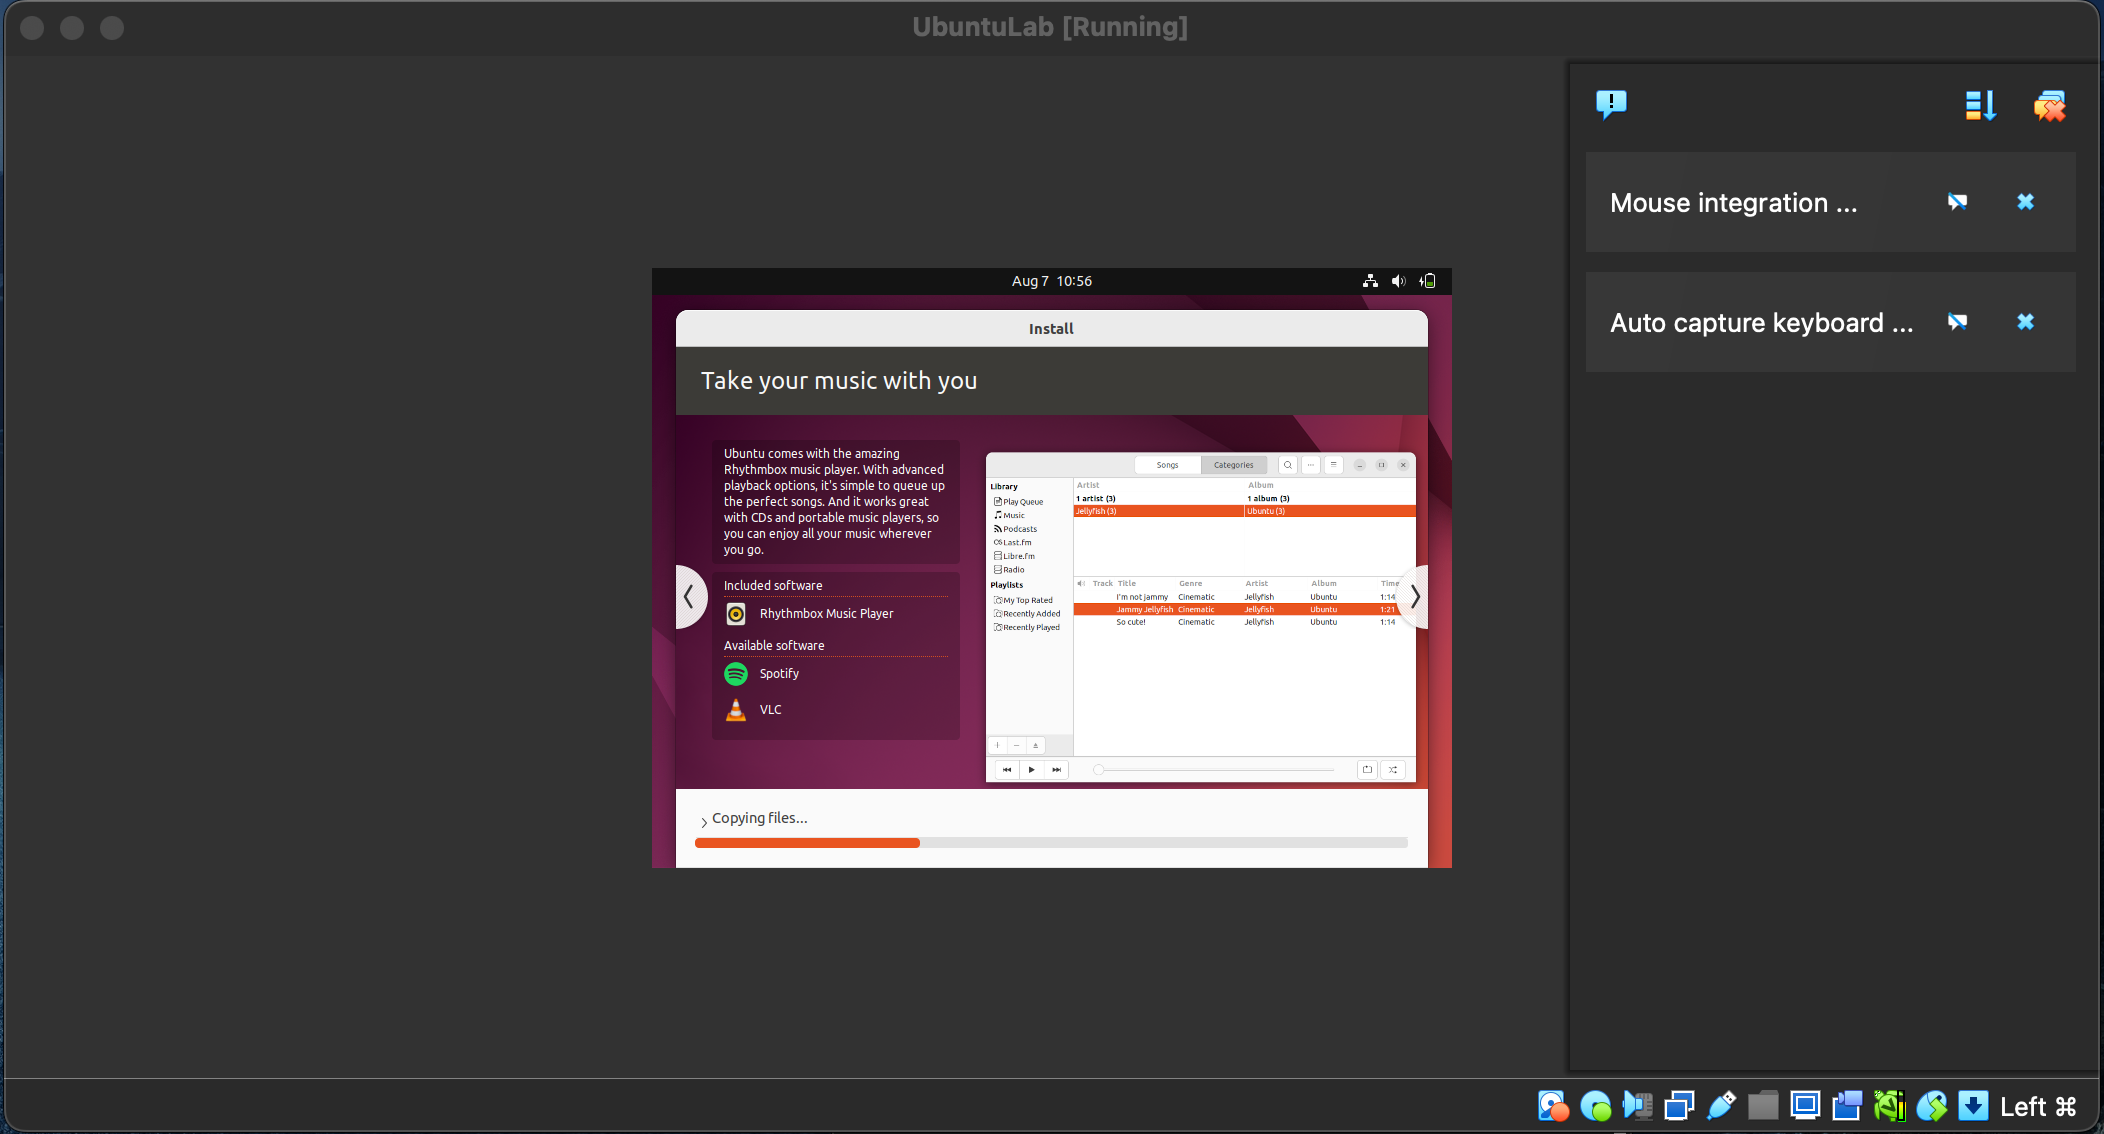 UbuntuLab [Running]
Mouse integration ...
Auto capture keyboard ...
Aug 7 10:56
Install
Take your music with you
Ubuntu comes with the amazing
Rhythmbox music player. With advanced
playback options, it's simple to queue up
the perfect songs. And it works great
with CDs and portable music players, so
you can enjoy all your music wherever
you go.
Included software
Rhythmbox Music Player
Available software
Spotify
VLC
Songs Categories
Library
Play Queue
Music
Podcasts
Last.fm
Libre.fm
Radio
Playlists
My Top Rated
Recently Added
Recently Played
Artist Album
1 artist (3) 1 album (3)
Jellyfish (3) Ubuntu (3)
Track Title Genre Artist Album Time
I'm not jammy Cinematic Jellyfish Ubuntu 1:14
Jammy Jellyfish Cinematic Jellyfish Ubuntu 1:21
So cute! Cinematic Jellyfish Ubuntu 1:14
Copying files...
Left ⌘